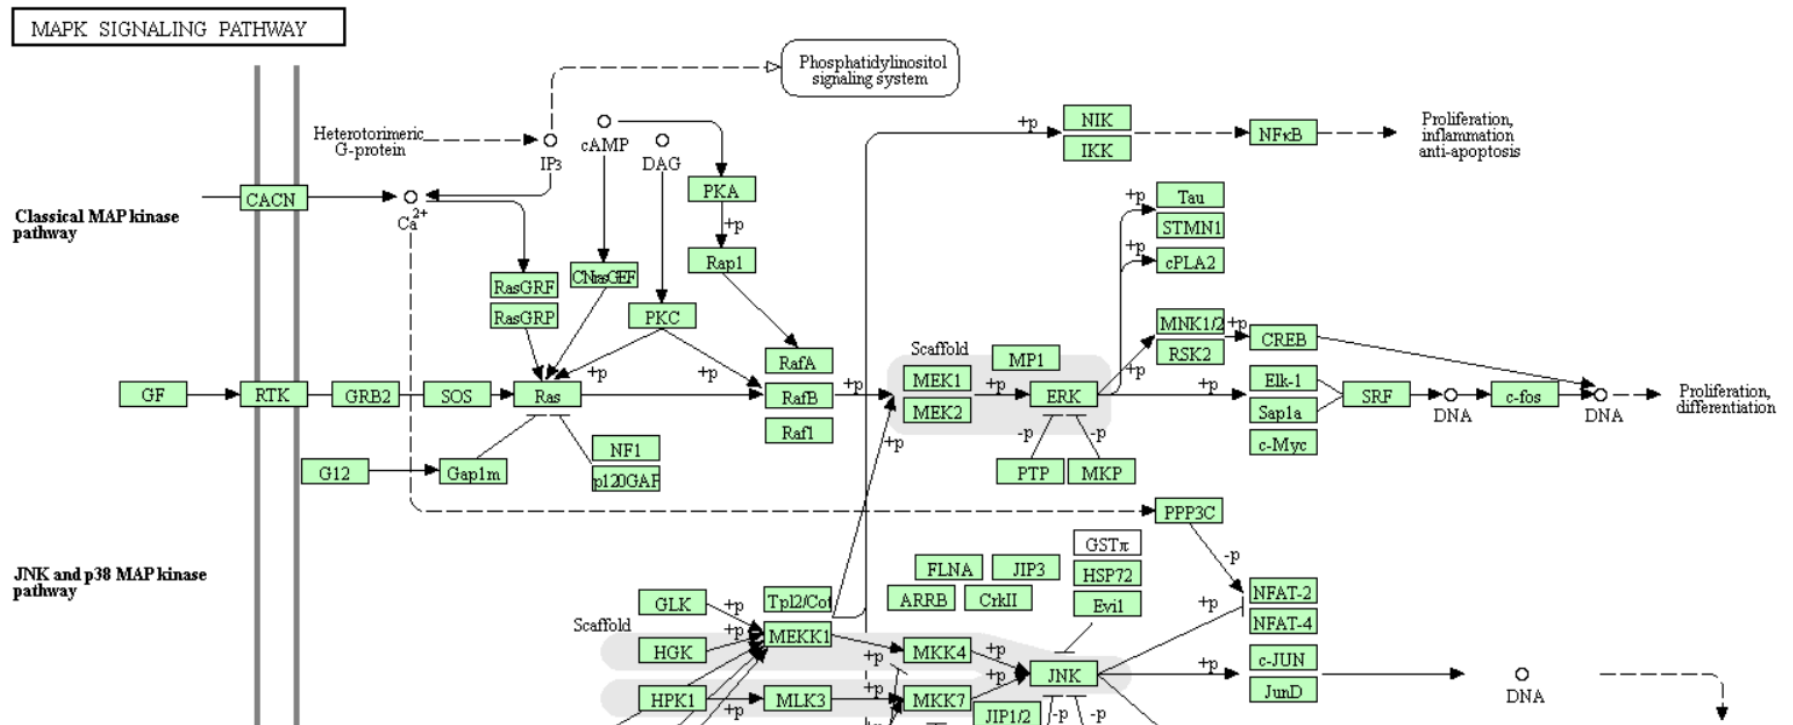 MAPK SIGNALING PATHWAY
Phosphatidylinositol
signaling system
Heterotorimeric
G-protein
IP3
cAMP
DAG
+p
NIK
IKK
NFκB
Proliferation,
inflammation
anti-apoptosis
CACN
Ca2+
PKA
+p
Rap1
Classical MAP kinase
pathway
RasGRF
RasGRP
CNrasGEF
PKC
+p
Tau
STMN1
+p
cPLA2
MNK1/2
+p
RSK2
CREB
RafA
RafB
Raf1
Scaffold
MP1
MEK1
MEK2
ERK
+p
GF
RTK
GRB2
SOS
Ras
+p
+p
+p
+p
+p
Elk-1
Sap1a
c-Myc
SRF
DNA
c-fos
DNA
Proliferation,
differentiation
G12
Gap1m
NF1
p120GAP
+p
-p
-p
PTP
MKP
PPP3C
-p
JNK and p38 MAP kinase
pathway
GSTπ
FLNA
JIP3
HSP72
ARRB
CrkII
Evi1
NFAT-2
NFAT-4
+p
GLK
+p
Tpl2/Cot
Scaffold
+p
MEKK1
HGK
+p
MKK4
+p
JNK
+p
c-JUN
JunD
DNA
HPK1
+p
MLK3
+p
MKK7
+p
JIP1/2
-p
-p
+p